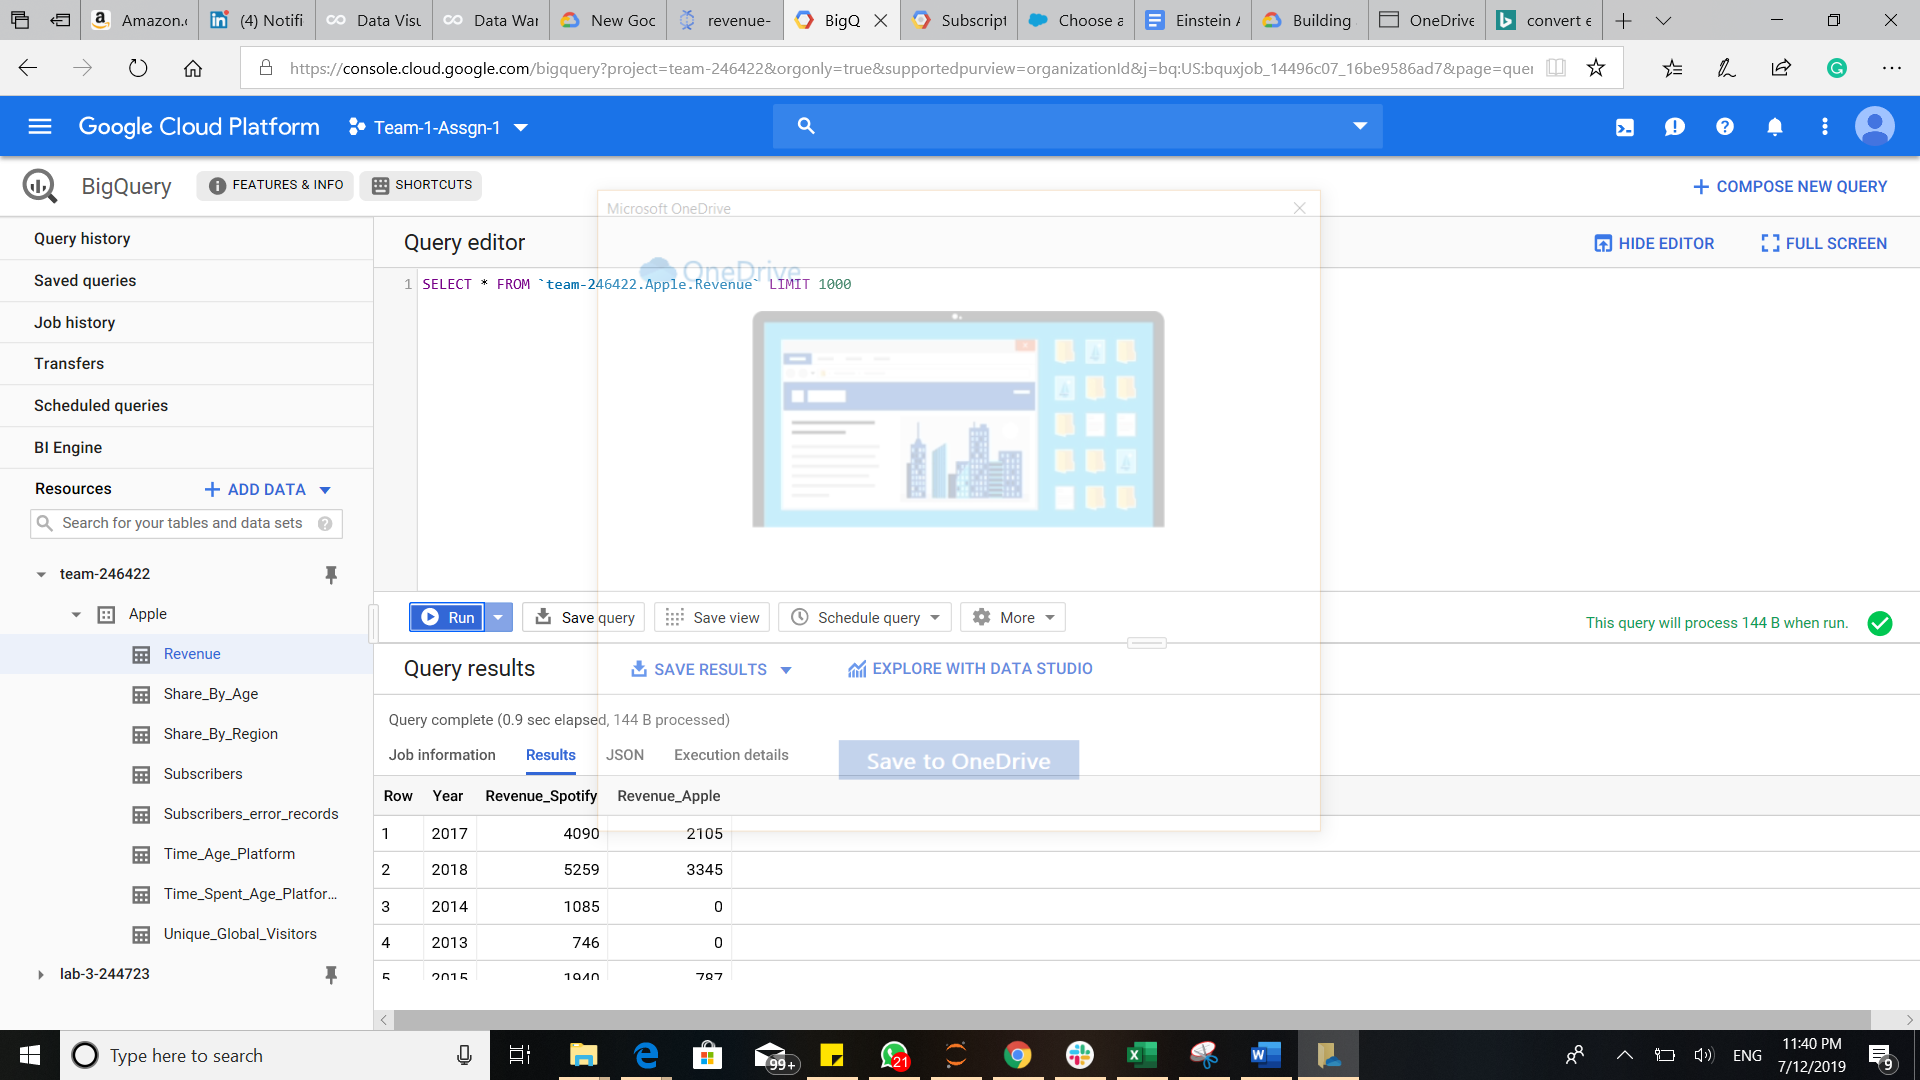 Amazon.c
(4) Notifi
Data Visu
Data War
New Goc
revenue-
BigQ
Subscript
Choose a
Einstein A
Building
OneDrive
convert e
https://console.cloud.google.com/bigquery?project=team-246422&orgonly=true&supportedpurview=organizationId&j=bq:US:bquxjob_14496c07_16be9586ad7&page=quer
Google Cloud Platform
Team-1-Assgn-1
BigQuery
FEATURES & INFO
SHORTCUTS
COMPOSE NEW QUERY
Microsoft OneDrive
Query history
Saved queries
Job history
Transfers
Scheduled queries
BI Engine
Resources
ADD DATA
Search for your tables and data sets
team-246422
Apple
Revenue
Share_By_Age
Share_By_Region
Subscribers
Subscribers_error_records
Time_Age_Platform
Time_Spent_Age_Platfor...
Unique_Global_Visitors
lab-3-244723
Query editor
HIDE EDITOR
FULL SCREEN
OneDrive
1 SELECT * FROM `team-246422.Apple.Revenue` LIMIT 1000
Run
Save query
Save view
Schedule query
More
This query will process 144 B when run.
Query results
SAVE RESULTS
EXPLORE WITH DATA STUDIO
Query complete (0.9 sec elapsed, 144 B processed)
Job information
Results
JSON
Execution details
Save to OneDrive
Row Year Revenue_Spotify Revenue_Apple
1 2017 4090 2105
2 2018 5259 3345
3 2014 1085 0
4 2013 746 0
5 2015 1940 787
Type here to search
99+
21
ENG
11:40 PM
7/12/2019
9